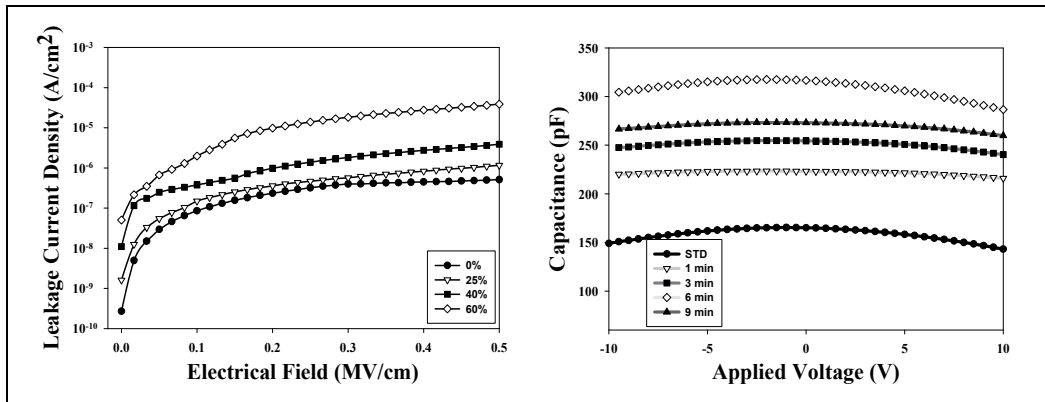 Leakage Current Density (A/cm²)
10⁻³
10⁻⁴
10⁻⁵
10⁻⁶
10⁻⁷
10⁻⁸
10⁻⁹
10⁻¹⁰
0.0 0.1 0.2 0.3 0.4 0.5
Electrical Field (MV/cm)
0%
25%
40%
60%
Capacitance (pF)
350
300
250
200
150
100
-10 -5 0 5 10
Applied Voltage (V)
STD
1 min
3 min
6 min
9 min